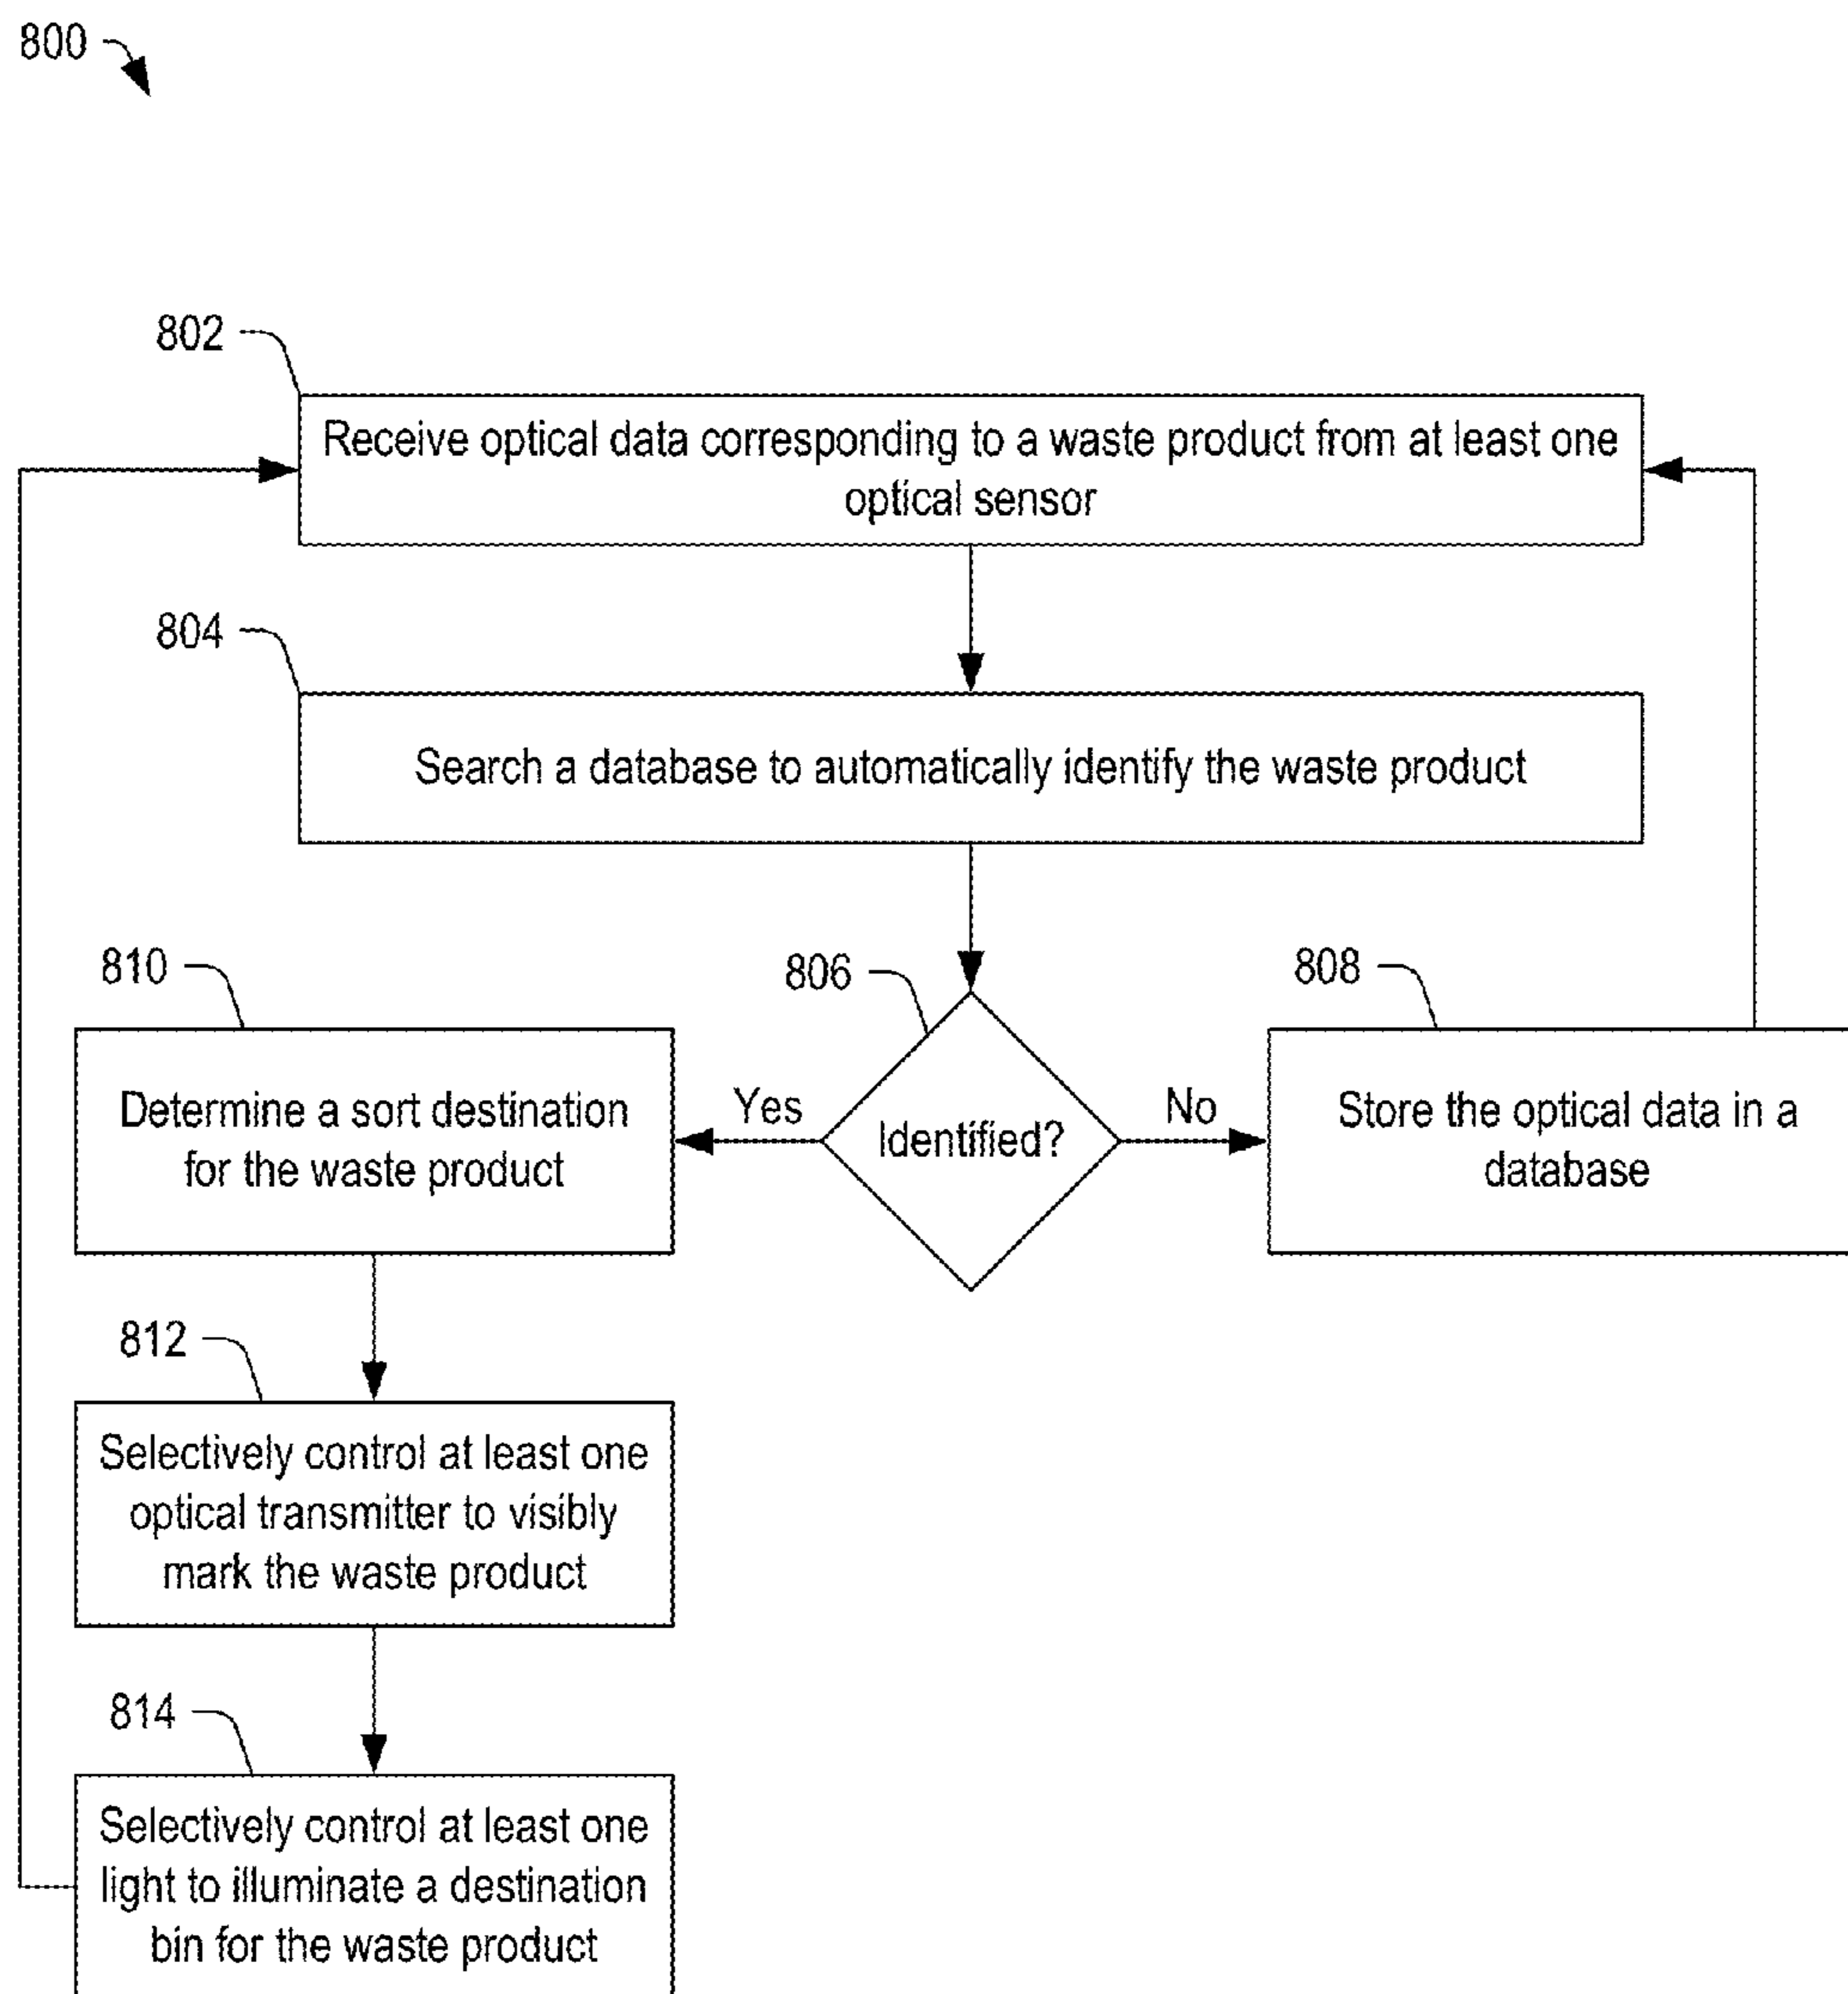 800
802
Receive optical data corresponding to a waste product from at least one
optical sensor
804
Search a database to automatically identify the waste product
810
806
808
Determine a sort destination
for the waste product
Yes
Identified?
No
Store the optical data in a
database
812
Selectively control at least one
optical transmitter to visibly
mark the waste product
814
Selectively control at least one
light to illuminate a destination
bin for the waste product